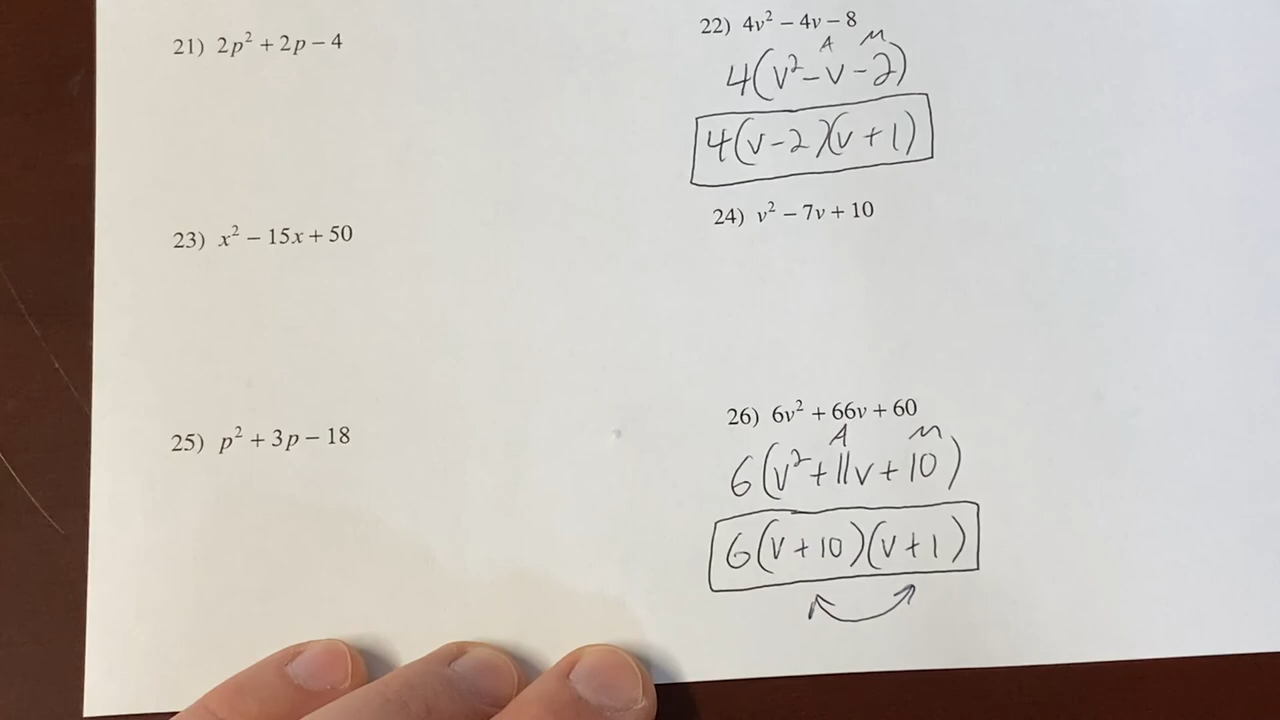 21) 2p² + 2p − 4
22) 4v² − 4v − 8
A M
4(v² − v − 2)
4(v − 2)(v + 1)
23) x² − 15x + 50
24) v² − 7v + 10
25) p² + 3p − 18
26) 6v² + 66v + 60
A M
6(v² + 11v + 10)
6(v + 10)(v + 1)